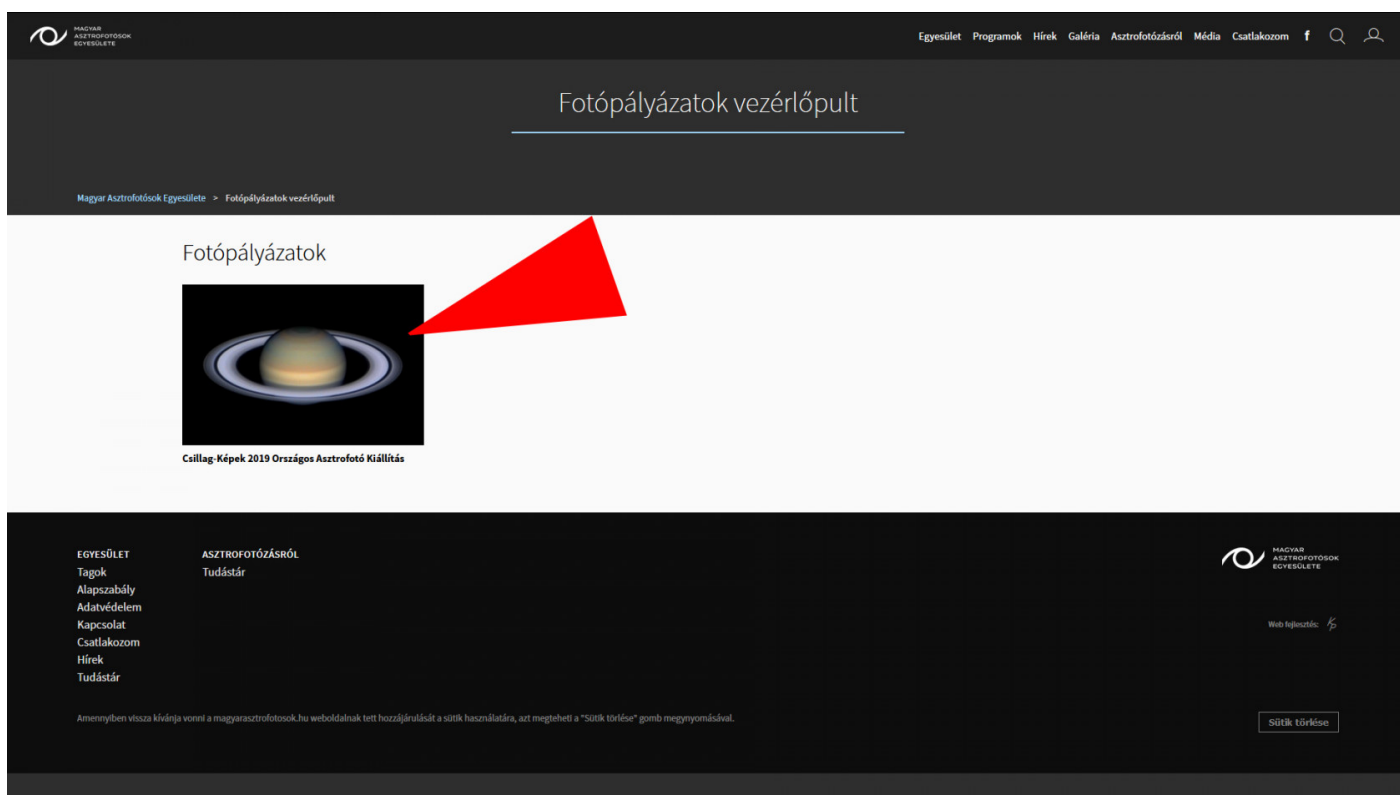 MAGYAR
ASZTROFOTÓSOK
EGYESÜLETE
Egyesület Programok Hírek Galéria Asztrofotózásról Média Csatlakozom f
Fotópályázatok vezérlőpult
Magyar Asztrofotósok Egyesülete > Fotópályázatok vezérlőpult
Fotópályázatok
Csillag-Képek 2019 Országos Asztrofotó Kiállítás
EGYESÜLET
Tagok
Alapszabály
Adatvédelem
Kapcsolat
Csatlakozom
Hírek
Tudástár
ASZTROFOTÓZÁSRÓL
Tudástár
MAGYAR
ASZTROFOTÓSOK
EGYESÜLETE
Web fejlesztés:
Amennyiben vissza kívánja vonni a magyarasztrofotosok.hu weboldalnak tett hozzájárulását a sütik használatára, azt megteheti a "Sütik törlése" gomb megnyomásával.
Sütik törlése